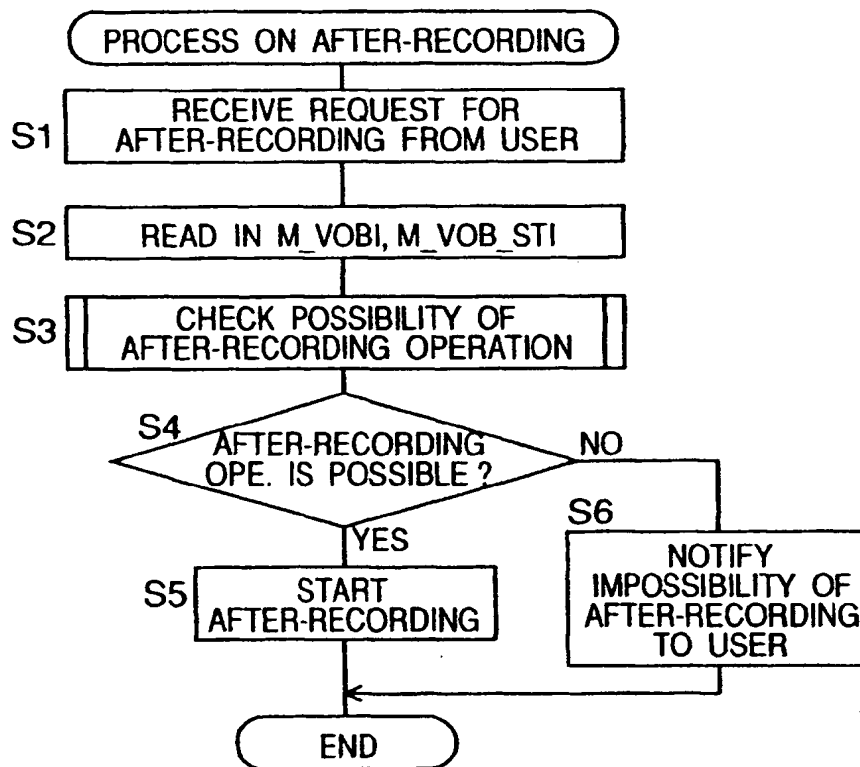 PROCESS ON AFTER-RECORDING
S1
RECEIVE REQUEST FOR
AFTER-RECORDING FROM USER
S2
READ IN M_VOBI, M_VOB_STI
S3
CHECK POSSIBILITY OF
AFTER-RECORDING OPERATION
S4
AFTER-RECORDING
OPE. IS POSSIBLE ?
NO
YES
S5
START
AFTER-RECORDING
S6
NOTIFY
IMPOSSIBILITY OF
AFTER-RECORDING
TO USER
END